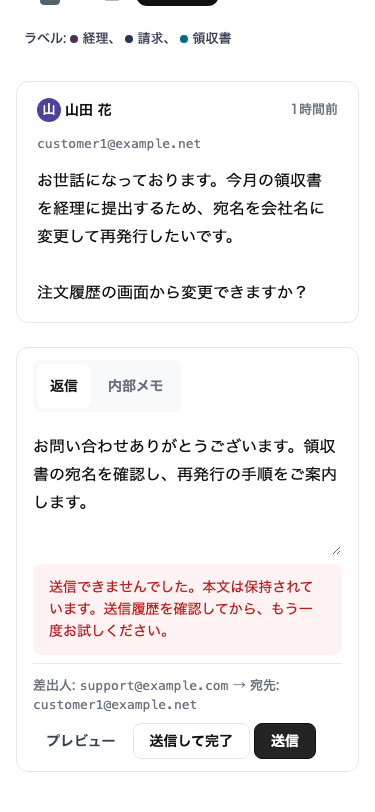 ラベル: 経理、 請求、 領収書
山 山田 花 1時間前
customer1@example.net
お世話になっております。今月の領収書
を経理に提出するため、宛名を会社名に
変更して再発行したいです。
注文履歴の画面から変更できますか？
返信 内部メモ
お問い合わせありがとうございます。領収
書の宛名を確認し、再発行の手順をご案内
します。
送信できませんでした。本文は保持されて
います。送信履歴を確認してから、もう一
度お試しください。
差出人: support@example.com → 宛先:
customer1@example.net
プレビュー 送信して完了 送信